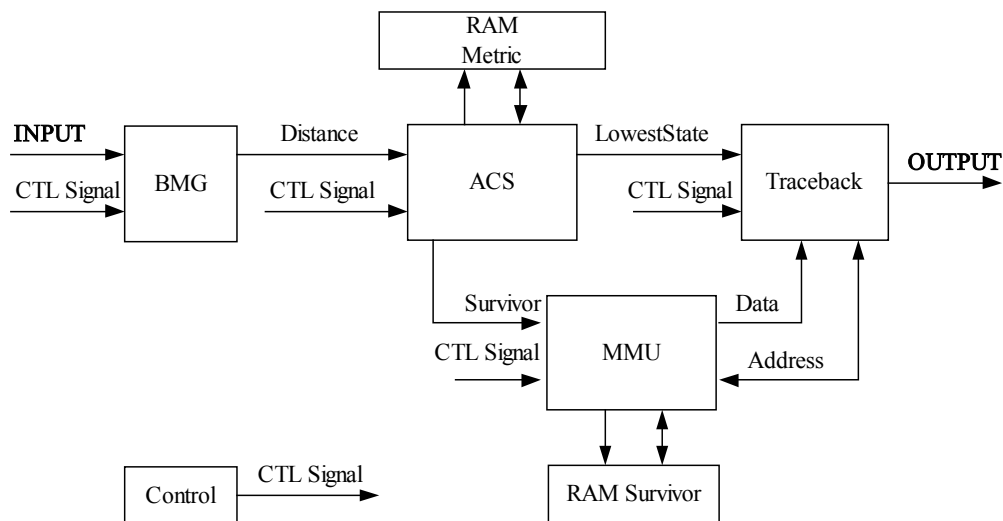 RAM
Metric
INPUT
Distance
LowestState
OUTPUT
CTL Signal
BMG
CTL Signal
ACS
CTL Signal
Traceback
Survivor
Data
CTL Signal
MMU
Address
Control
CTL Signal
RAM Survivor